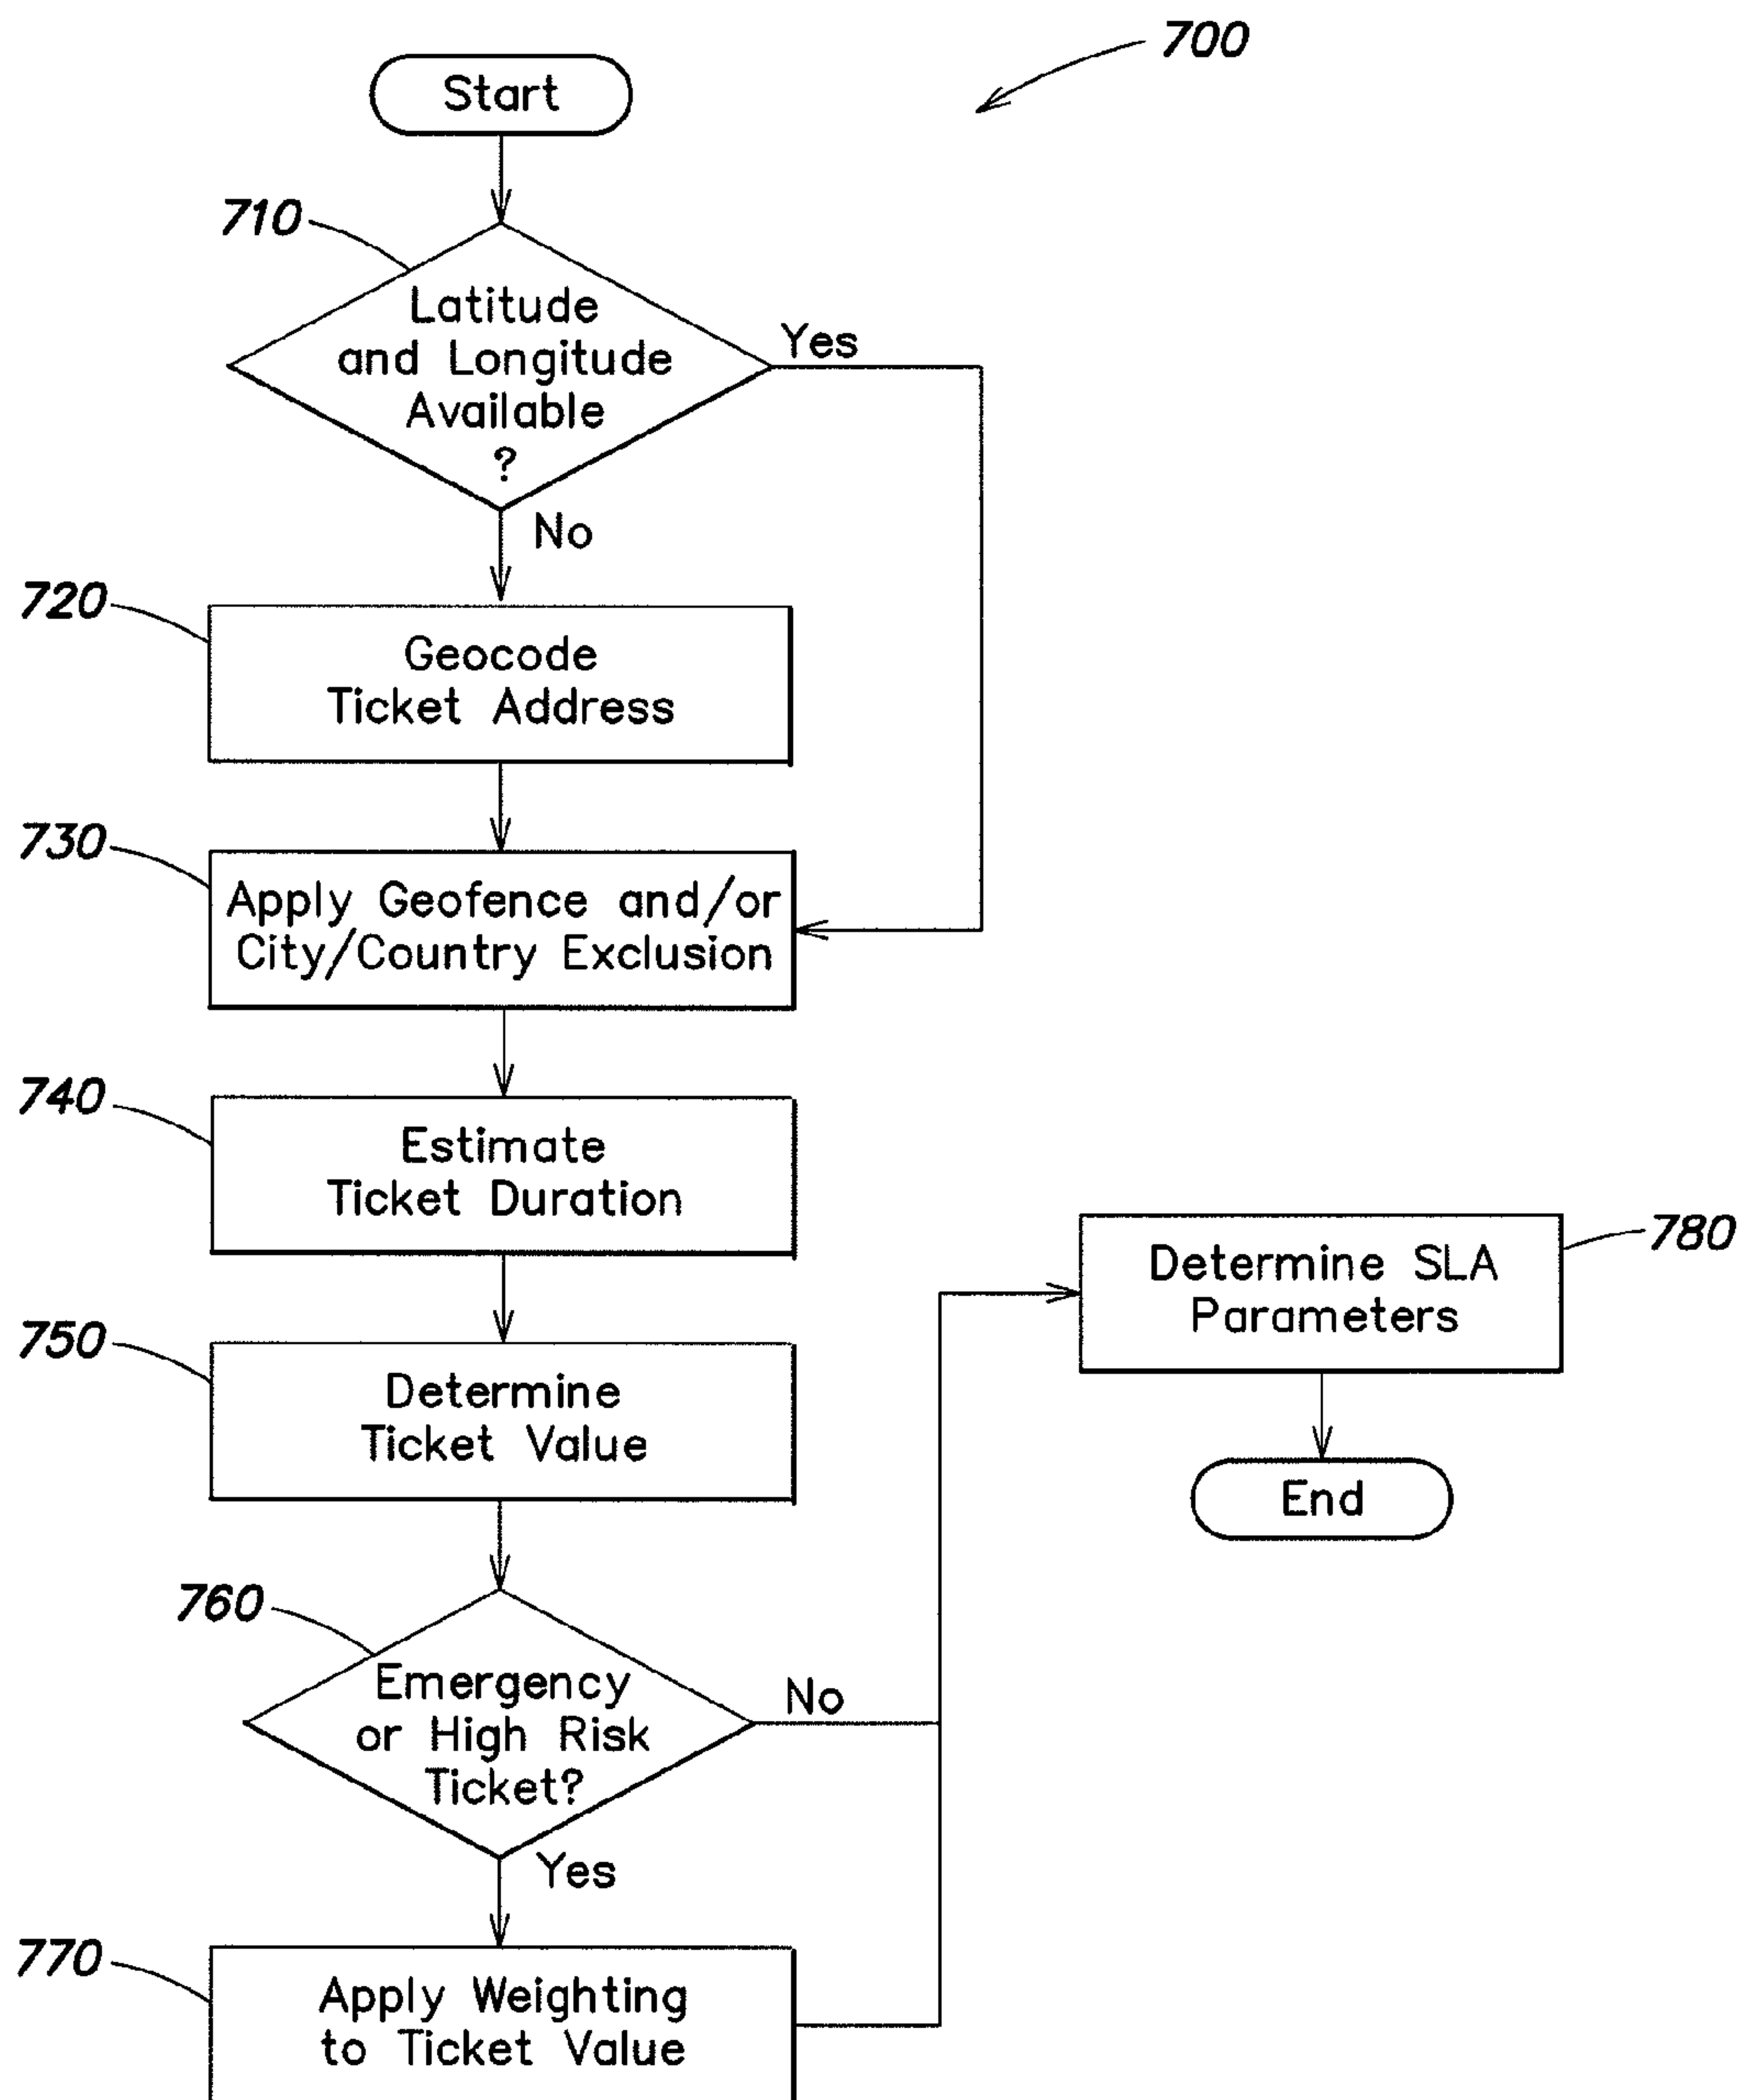 700
Start
710
Latitude
and Longitude
Available
?
Yes
No
720
Geocode
Ticket Address
730
Apply Geofence and/or
City/Country Exclusion
740
Estimate
Ticket Duration
750
Determine
Ticket Value
760
Emergency
or High Risk
Ticket?
No
Yes
770
Apply Weighting
to Ticket Value
780
Determine SLA
Parameters
End